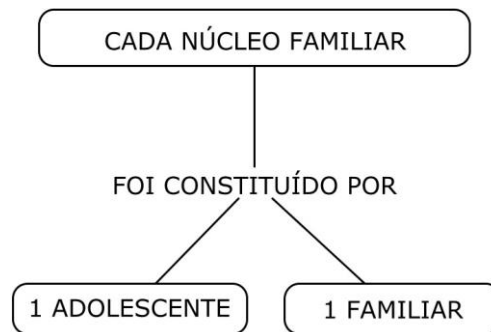 CADA NÚCLEO FAMILIAR
FOI CONSTITUÍDO POR
1 ADOLESCENTE
1 FAMILIAR